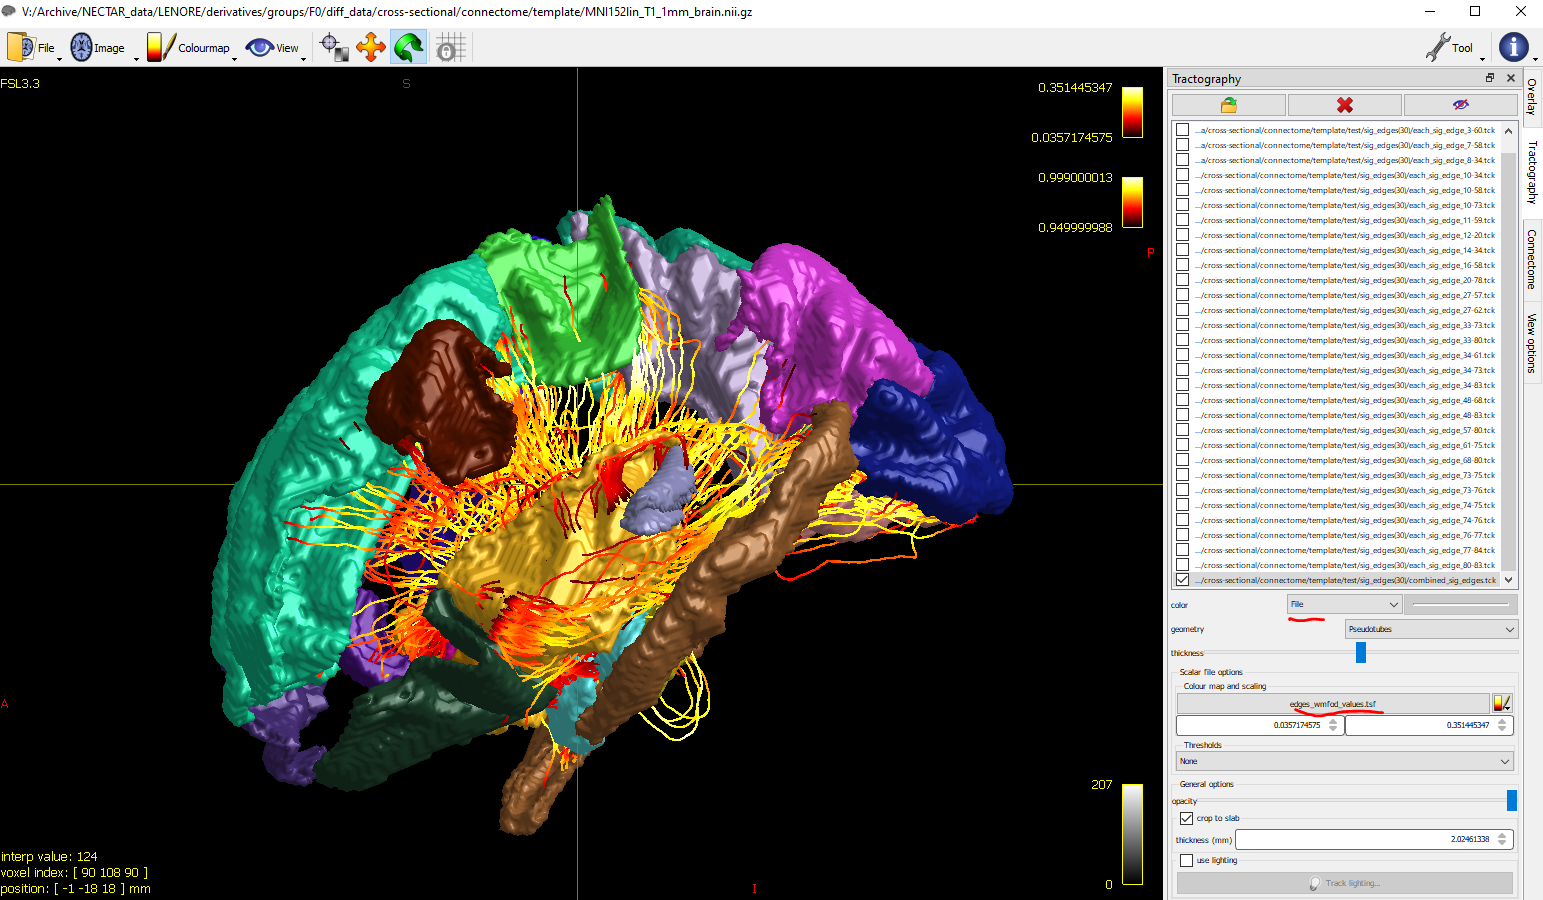 V:/Archive/NECTAR_data/LENORE/derivatives/groups/F0/diff_data/cross-sectional/connectome/template/MNI152lin_T1_1mm_brain.nii.gz
File
Image
Colourmap
View
Tool
FSL3.3
S
0.351445347
0.0357174575
0.999000013
0.949999988
P
A
I
207
0
interp value: 124
voxel index: [ 90 108 90 ]
position: [ -1 -18 18 ] mm
Tractography
...a/cross-sectional/connectome/template/test/sig_edges(30)/each_sig_edge_3-60.tck
...a/cross-sectional/connectome/template/test/sig_edges(30)/each_sig_edge_7-58.tck
...a/cross-sectional/connectome/template/test/sig_edges(30)/each_sig_edge_8-34.tck
.../cross-sectional/connectome/template/test/sig_edges(30)/each_sig_edge_10-34.tck
.../cross-sectional/connectome/template/test/sig_edges(30)/each_sig_edge_10-58.tck
.../cross-sectional/connectome/template/test/sig_edges(30)/each_sig_edge_10-73.tck
.../cross-sectional/connectome/template/test/sig_edges(30)/each_sig_edge_11-59.tck
.../cross-sectional/connectome/template/test/sig_edges(30)/each_sig_edge_12-20.tck
.../cross-sectional/connectome/template/test/sig_edges(30)/each_sig_edge_14-34.tck
.../cross-sectional/connectome/template/test/sig_edges(30)/each_sig_edge_16-58.tck
.../cross-sectional/connectome/template/test/sig_edges(30)/each_sig_edge_20-78.tck
.../cross-sectional/connectome/template/test/sig_edges(30)/each_sig_edge_27-57.tck
.../cross-sectional/connectome/template/test/sig_edges(30)/each_sig_edge_27-62.tck
.../cross-sectional/connectome/template/test/sig_edges(30)/each_sig_edge_33-73.tck
.../cross-sectional/connectome/template/test/sig_edges(30)/each_sig_edge_33-80.tck
.../cross-sectional/connectome/template/test/sig_edges(30)/each_sig_edge_34-61.tck
.../cross-sectional/connectome/template/test/sig_edges(30)/each_sig_edge_34-73.tck
.../cross-sectional/connectome/template/test/sig_edges(30)/each_sig_edge_34-83.tck
.../cross-sectional/connectome/template/test/sig_edges(30)/each_sig_edge_48-68.tck
.../cross-sectional/connectome/template/test/sig_edges(30)/each_sig_edge_48-83.tck
.../cross-sectional/connectome/template/test/sig_edges(30)/each_sig_edge_57-80.tck
.../cross-sectional/connectome/template/test/sig_edges(30)/each_sig_edge_61-75.tck
.../cross-sectional/connectome/template/test/sig_edges(30)/each_sig_edge_68-80.tck
.../cross-sectional/connectome/template/test/sig_edges(30)/each_sig_edge_73-75.tck
.../cross-sectional/connectome/template/test/sig_edges(30)/each_sig_edge_73-76.tck
.../cross-sectional/connectome/template/test/sig_edges(30)/each_sig_edge_74-75.tck
.../cross-sectional/connectome/template/test/sig_edges(30)/each_sig_edge_74-76.tck
.../cross-sectional/connectome/template/test/sig_edges(30)/each_sig_edge_76-77.tck
.../cross-sectional/connectome/template/test/sig_edges(30)/each_sig_edge_77-84.tck
.../cross-sectional/connectome/template/test/sig_edges(30)/each_sig_edge_80-83.tck
.../cross-sectional/connectome/template/test/sig_edges(30)/combined_sig_edges.tck
color
File
geometry
Pseudotubes
thickness
Scalar file options
Colour map and scaling
edges_wmfod_values.tsf
0.0357174575
0.351445347
Thresholds
None
General options
opacity
crop to slab
thickness (mm)
2.02461338
use lighting
Track lighting...
Overlay
Tractography
Connectome
View options